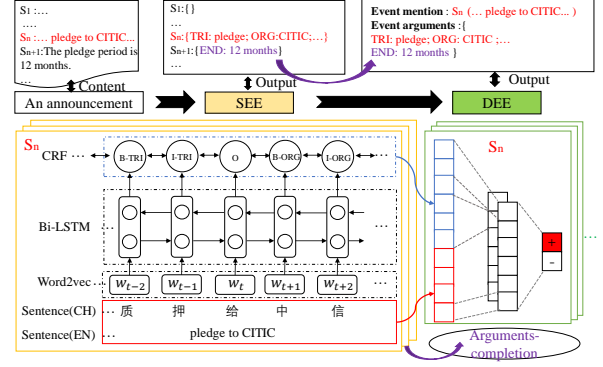 S₁ :….
….
Sₙ :… pledge to CITIC...
Sₙ₊₁:The pledge period is
12 months.
….
S₁:{}
….
Sₙ:{TRI: pledge; ORG:CITIC;…}
Sₙ₊₁:{END: 12 months}
Event mention : Sₙ (… pledge to CITIC... )
Event arguments :{
TRI: pledge; ORG: CITIC ;…
END: 12 months }
Content
Output
Output
An announcement
SEE
DEE
Sₙ
CRF …
B-TRI
I-TRI
O
B-ORG
I-ORG
…
Bi-LSTM
…
…
Word2vec
…
wₜ₋₂
wₜ₋₁
wₜ
wₜ₊₁
wₜ₊₂
…
Sentence(CH) …
质 押 给 中 信
Sentence(EN) …
pledge to CITIC
Sₙ
+
-
…
Arguments-
completion